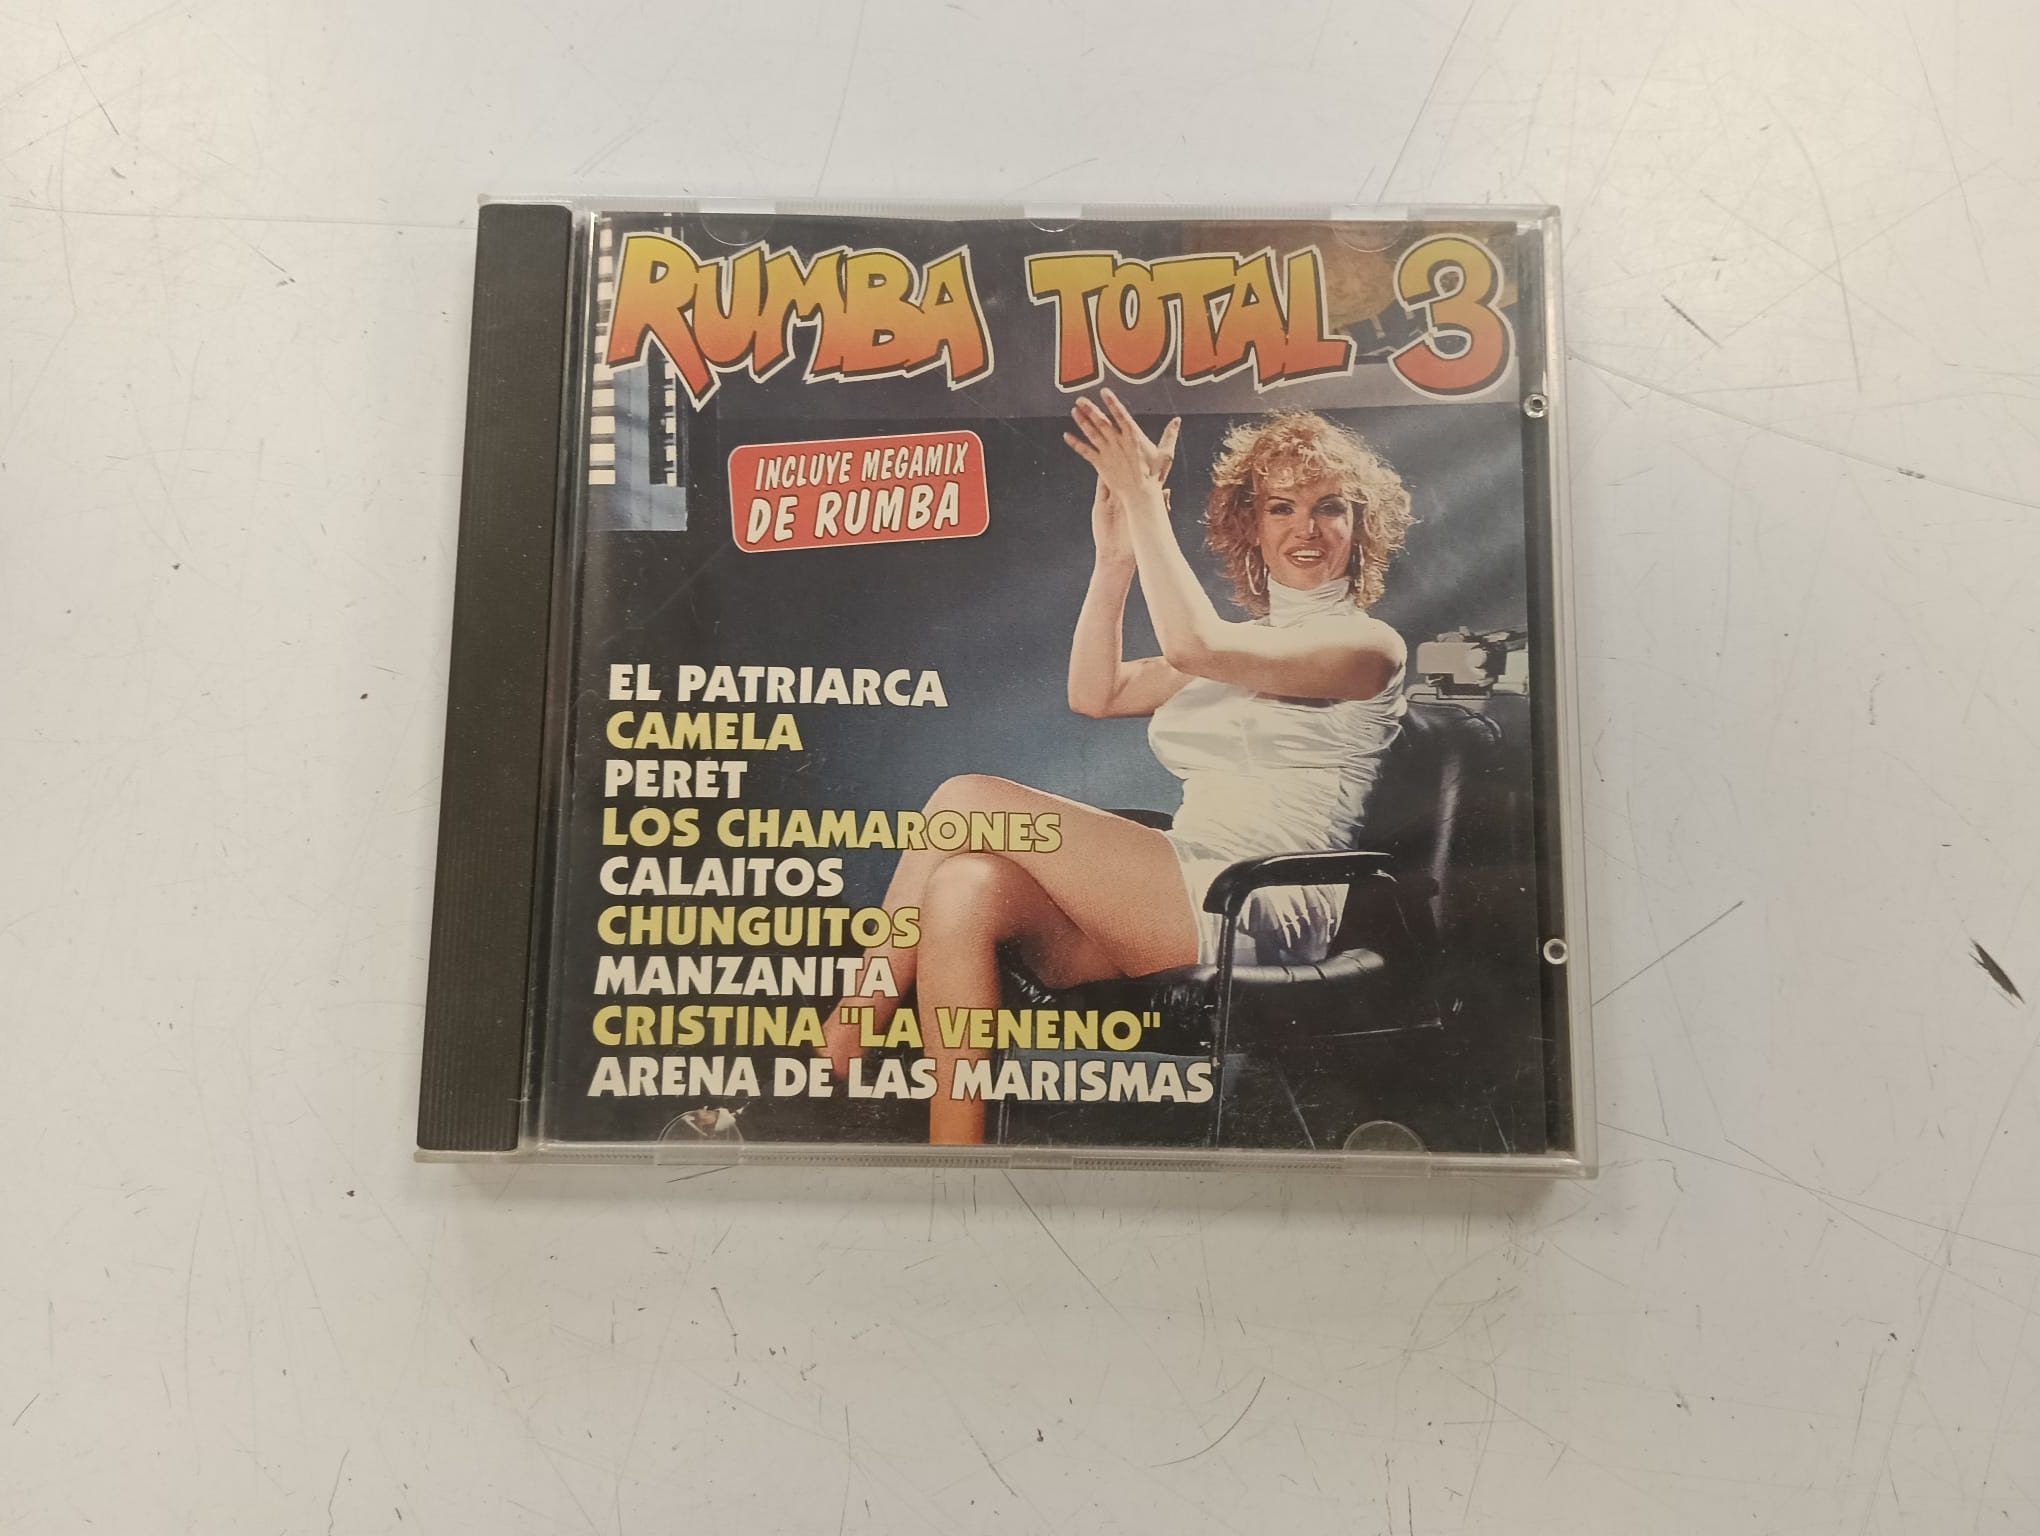 RUMBA TOTAL 3
INCLUYE MEGAMIX
DE RUMBA
EL PATRIARCA
CAMELA
PERET
LOS CHAMARONES
CALAITOS
CHUNGUITOS
MANZANITA
CRISTINA "LA VENENO"
ARENA DE LAS MARISMAS